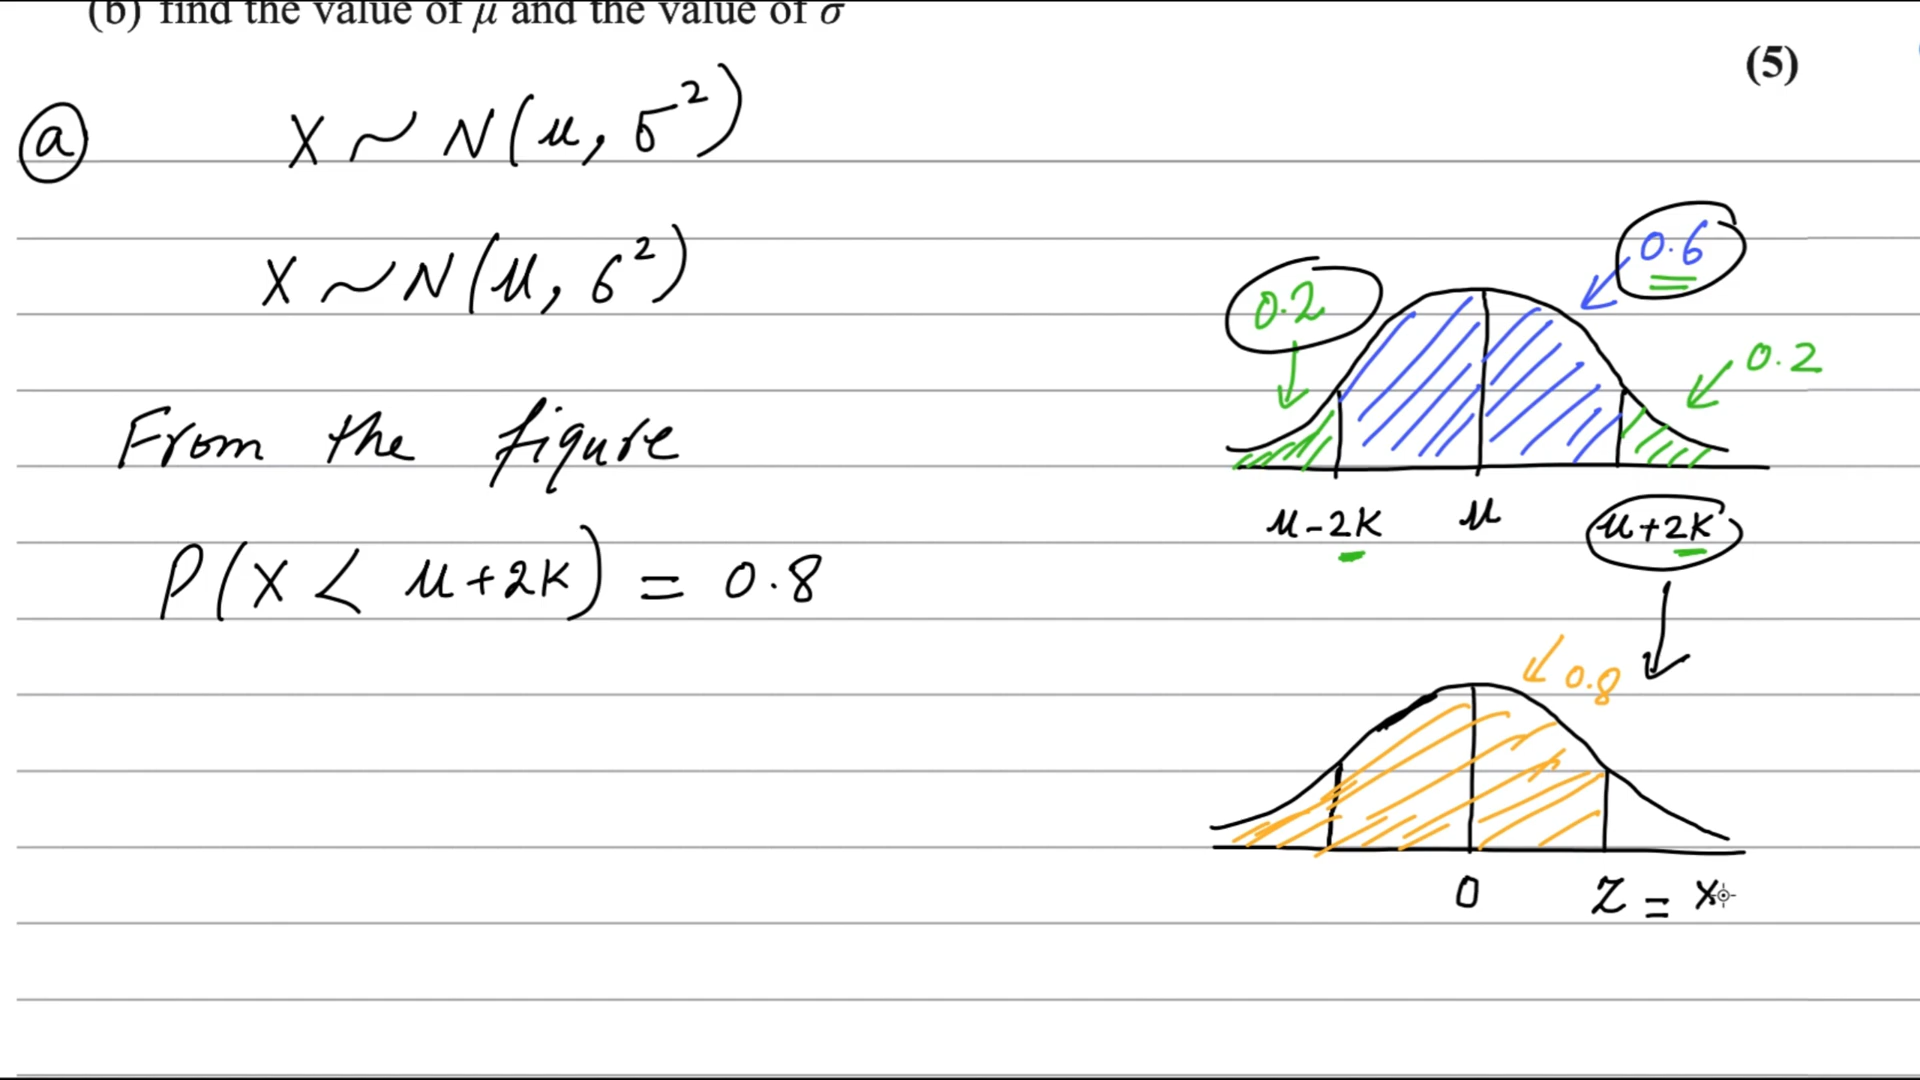 (b) find the value of μ and the value of σ
(5)
a
X ~ N(μ, σ²)
X ~ N(μ, 6²)
From the figure
P(X < μ+2K) = 0.8
0.2
0.6
0.2
μ-2K
μ
μ+2K
0.8
0
Z = X